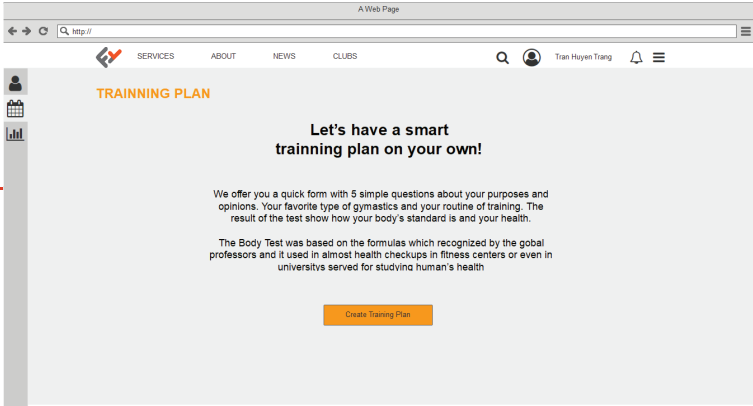 A Web Page
http://
SERVICES ABOUT NEWS CLUBS Tran Huyen Trang
TRAINNING PLAN
Let's have a smart
trainning plan on your own!
We offer you a quick form with 5 simple questions about your purposes and
opinions. Your favorite type of gymastics and your routine of training. The
result of the test show how your body's standard is and your health.
The Body Test was based on the formulas which recognized by the gobal
professors and it used in almost health checkups in fitness centers or even in
universitys served for studying human's health
Create Training Plan